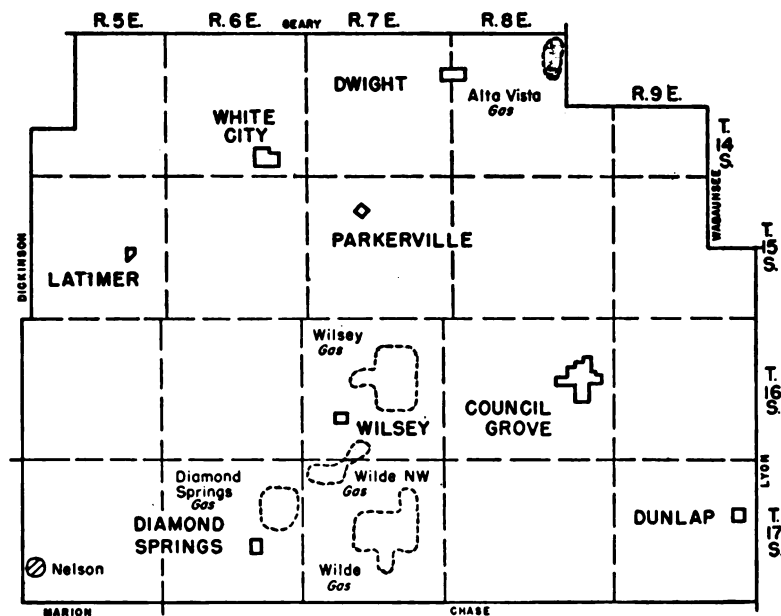 R.5E.
R.6E.
GEARY
R.7E.
R.8E.
DWIGHT
Alta Vista
Gas
R.9E.
WHITE
CITY
T.
14
S.
WABAUNSEE
PARKERVILLE
DICKINSON
LATIMER
T.
15
S.
Wilsey
Gas
T.
16
S.
COUNCIL
GROVE
WILSEY
LYON
Diamond
Springs
Gas
Wilde NW
Gas
DIAMOND
SPRINGS
DUNLAP
T.
17
S.
Nelson
Wilde
Gas
MARION
CHASE